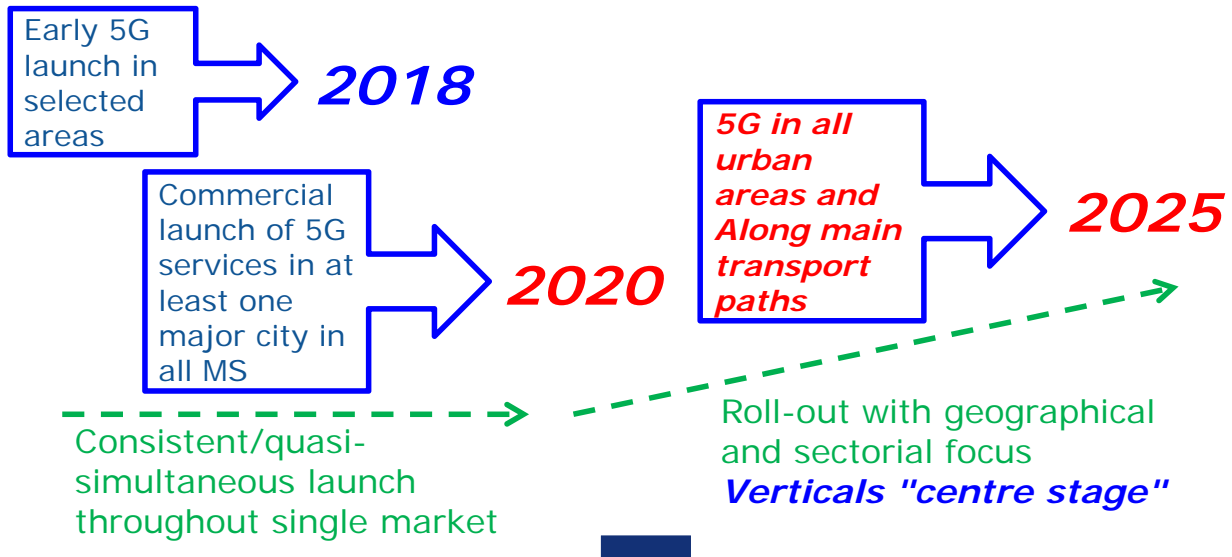 Early 5G
launch in
selected
areas
2018
Commercial
launch of 5G
services in at
least one
major city in
all MS
2020
5G in all
urban
areas and
Along main
transport
paths
2025
Consistent/quasi-
simultaneous launch
throughout single market
Roll-out with geographical
and sectorial focus
Verticals "centre stage"